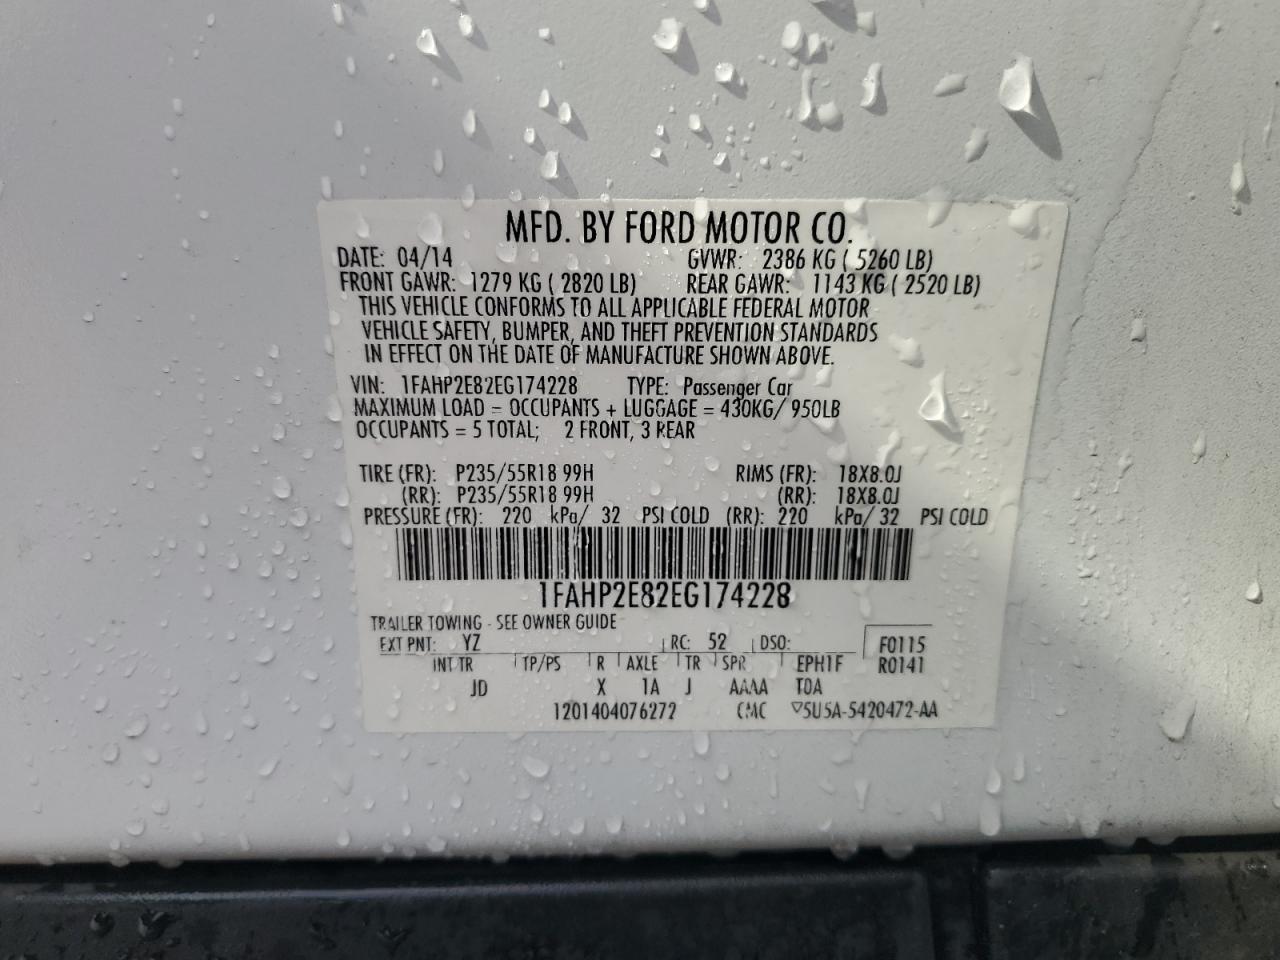 MFD. BY FORD MOTOR CO.
DATE: 04/14 GVWR: 2386 KG ( 5260 LB)
FRONT GAWR: 1279 KG ( 2820 LB) REAR GAWR: 1143 KG ( 2520 LB)
THIS VEHICLE CONFORMS TO ALL APPLICABLE FEDERAL MOTOR
VEHICLE SAFETY, BUMPER, AND THEFT PREVENTION STANDARDS
IN EFFECT ON THE DATE OF MANUFACTURE SHOWN ABOVE.
VIN: 1FAHP2E82EG174228 TYPE: Passenger Car
MAXIMUM LOAD = OCCUPANTS + LUGGAGE = 430KG/ 950LB
OCCUPANTS = 5 TOTAL; 2 FRONT, 3 REAR
TIRE (FR): P235/55R18 99H RIMS (FR): 18X8.0J
(RR): P235/55R18 99H (RR): 18X8.0J
PRESSURE (FR): 220 kPa/ 32 PSI COLD (RR): 220 kPa/ 32 PSI COLD
1FAHP2E82EG174228
TRAILER TOWING - SEE OWNER GUIDE
EXT PNT: YZ RC: 52 DSO: F0115
INT TR TP/PS R AXLE TR SPR EPH1F R0141
JD X 1A J AAAA T0A
1201404076272 CMC ▽5U5A-5420472-AA